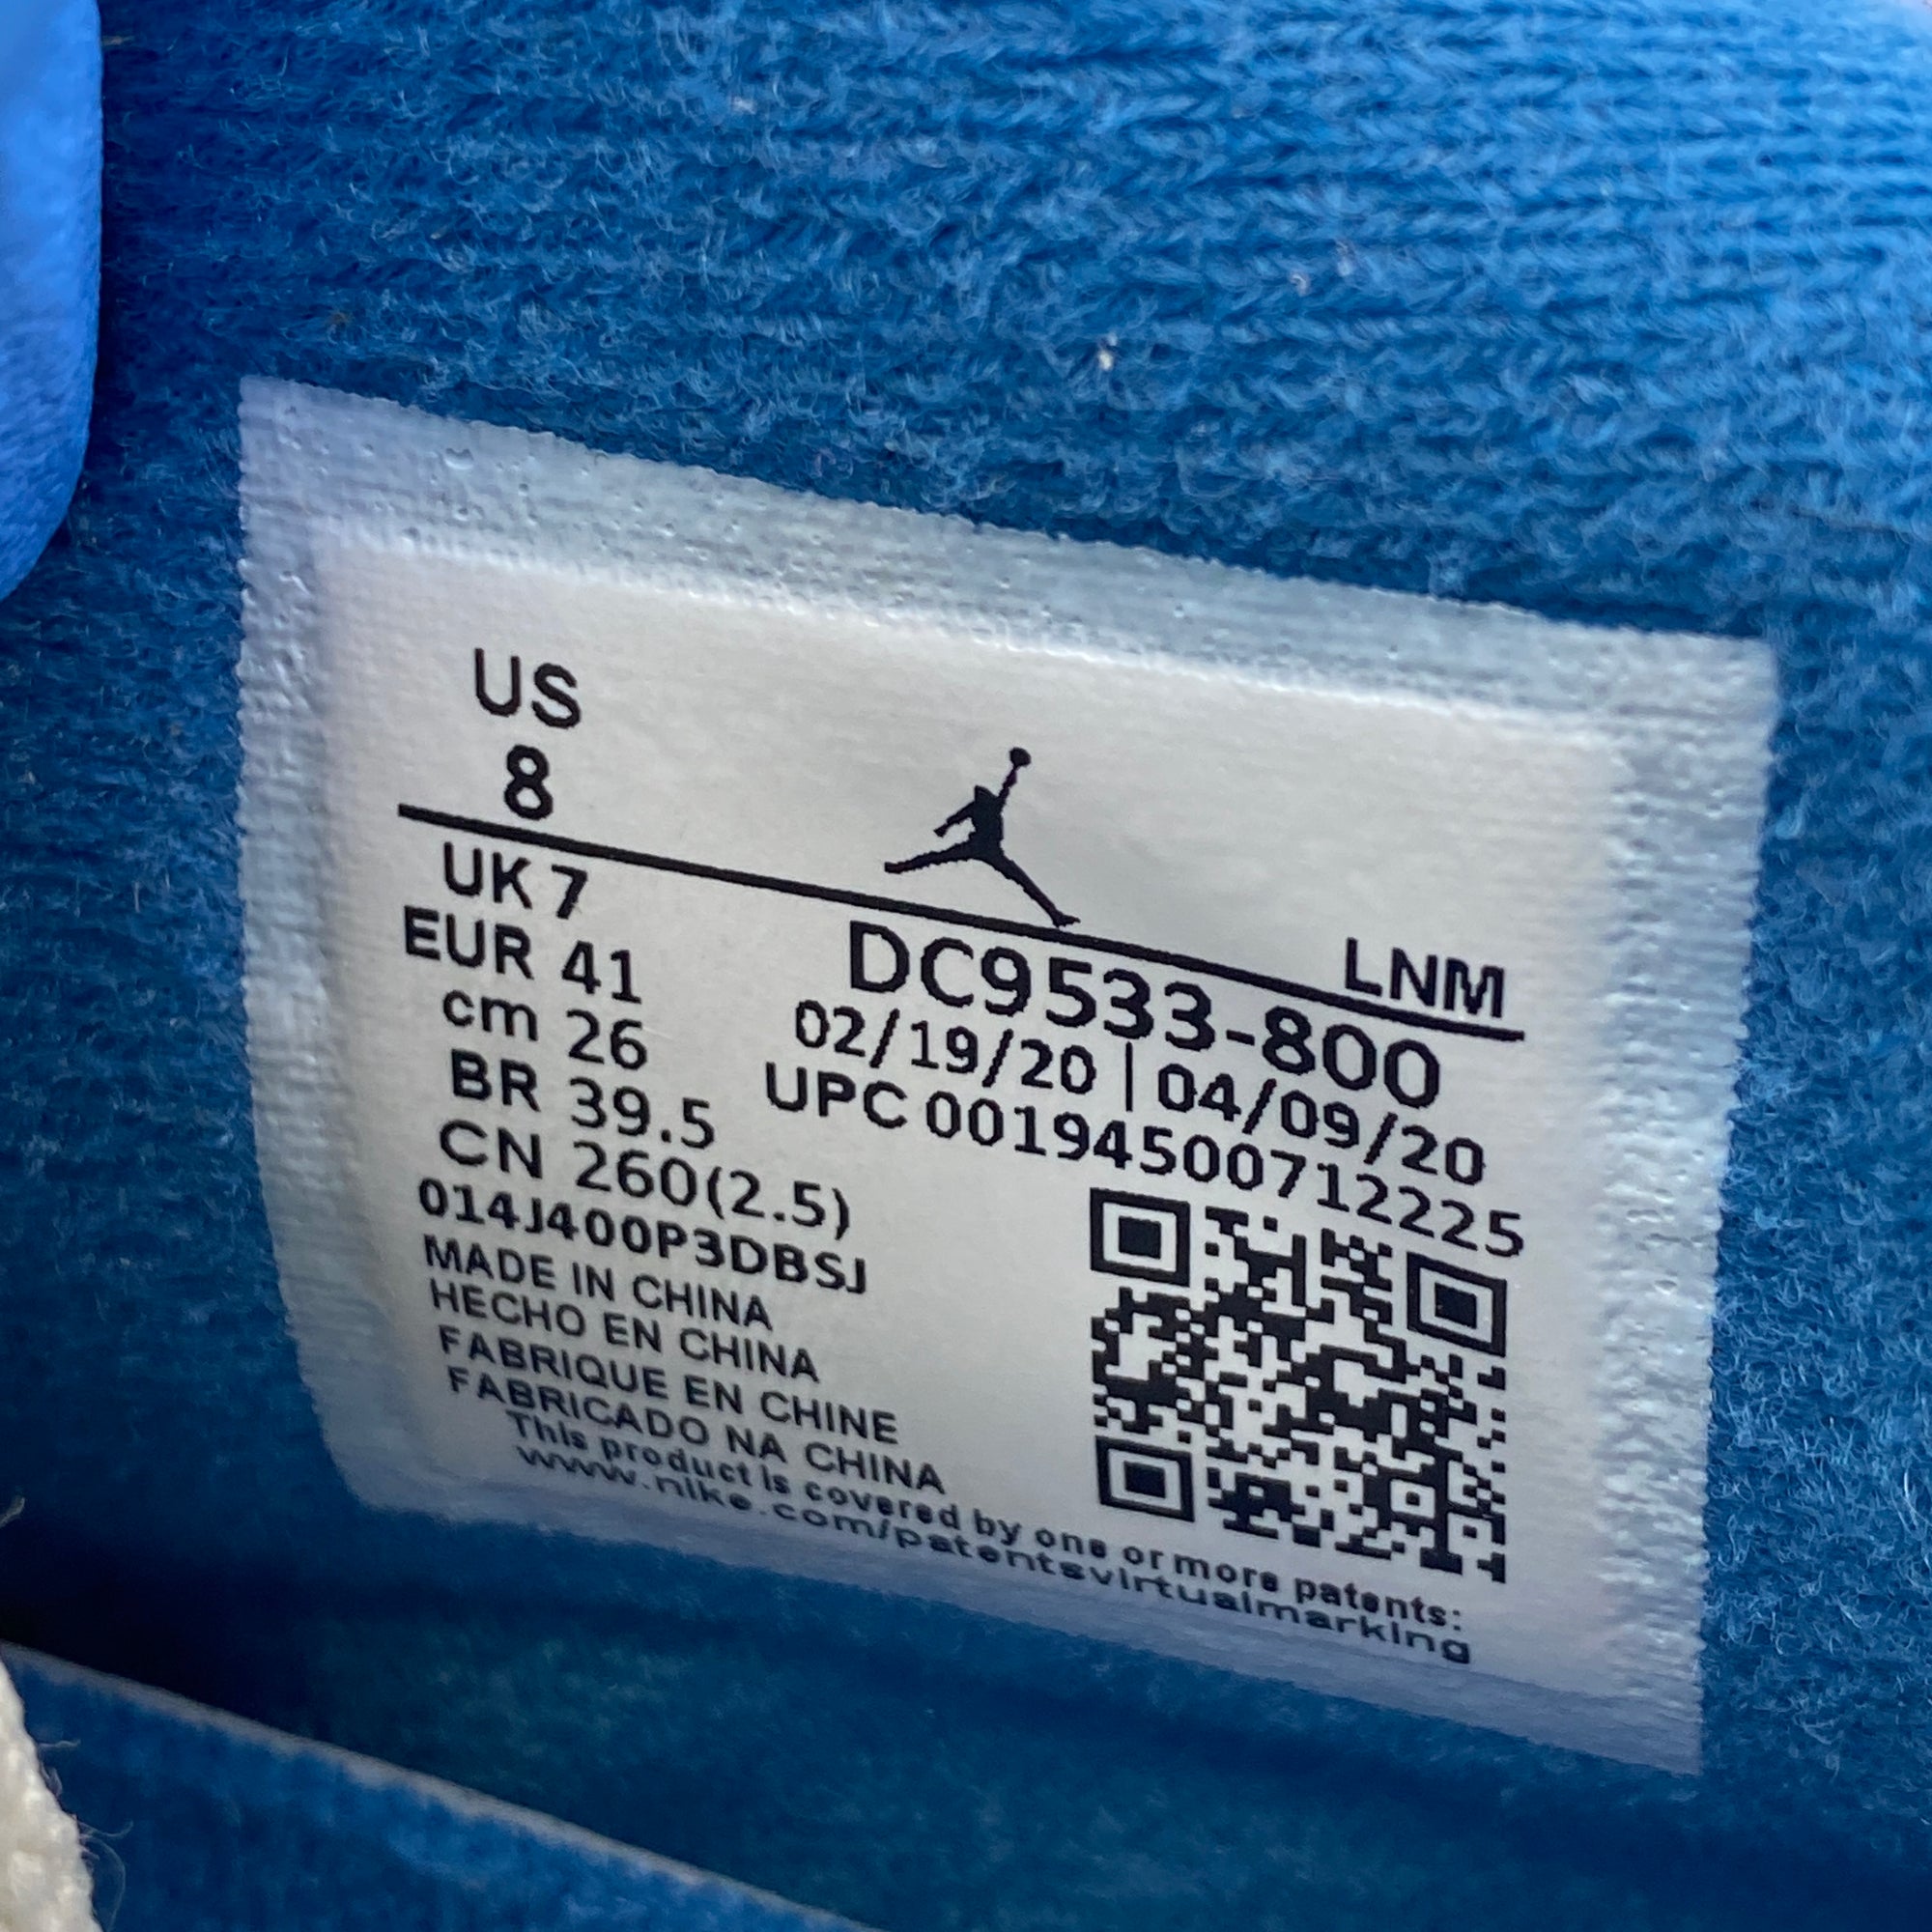 US
8
LNM
UK 7
EUR 41
cm 26
BR 39.5
CN 260(2.5)
DC9533-800
02/19/20 | 04/09/20
UPC 00194500712225
014J400P3DBSJ
MADE IN CHINA
HECHO EN CHINA
FABRIQUE EN CHINE
FABRICADO NA CHINA
This product is covered by one or more patents:
www.nike.com/patentsvirtualmarking